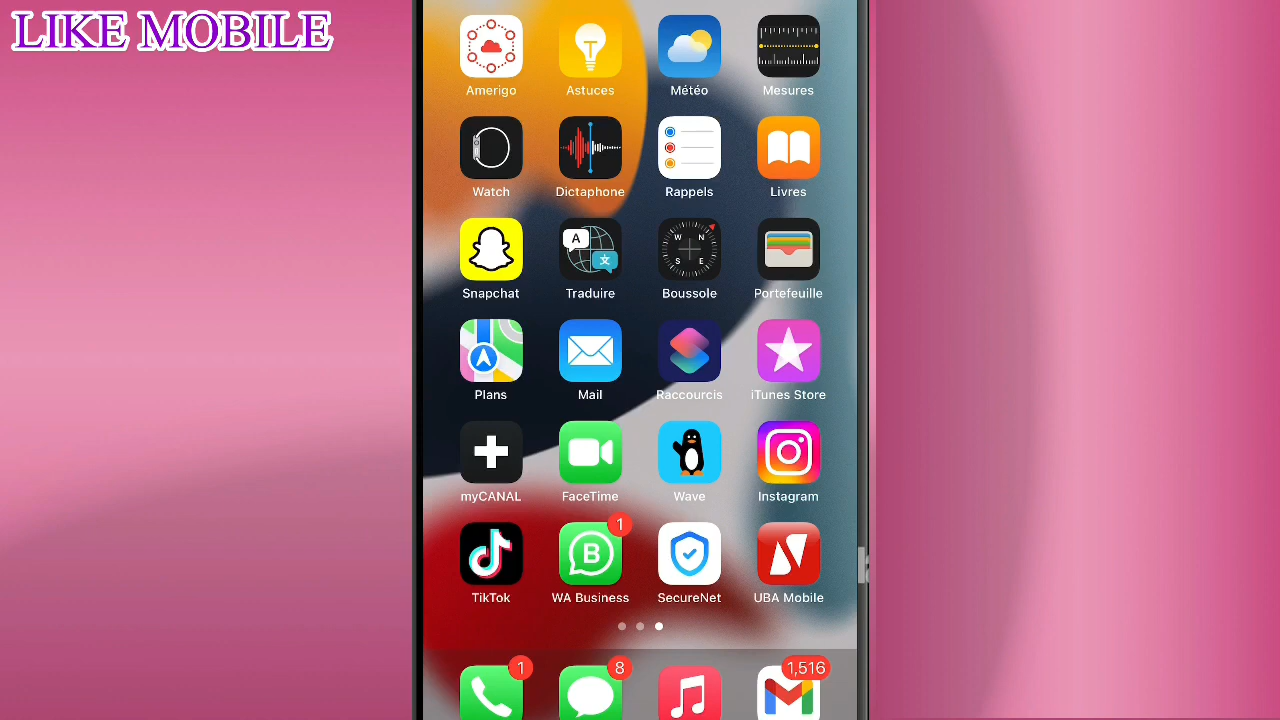 LIKE MOBILE
Amerigo Astuces Météo Mesures
Watch Dictaphone Rappels Livres
W N S E
Snapchat Traduire Boussole Portefeuille
Plans Mail Raccourcis iTunes Store
myCANAL FaceTime Wave Instagram
1
B
TikTok WA Business SecureNet UBA Mobile
1 8 1,516